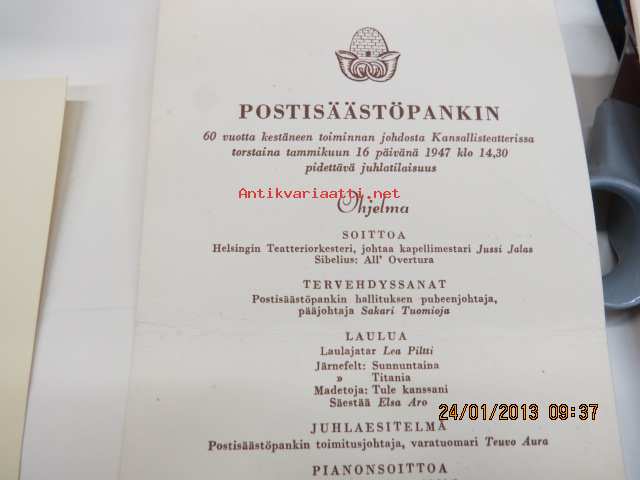 POSTISÄÄSTÖPANKIN
60 vuotta kestäneen toiminnan johdosta Kansallisteatterissa
torstaina tammikuun 16 päivänä 1947 klo 14,30
pidettävä juhlatilaisuus
Antikvariaatti.net
Ohjelma
SOITTOA
Helsingin Teatteriorkesteri, johtaa kapellimestari Jussi Jalas
Sibelius: All' Overtura
TERVEHDYSSANAT
Postisäästöpankin hallituksen puheenjohtaja,
pääjohtaja Sakari Tuomioja
LAULUA
Laulajatar Lea Piltti
Järnefelt: Sunnuntaina
» Titania
Madetoja: Tule kanssani
Säestää Elsa Aro
24/01/2013 09:37
JUHLAESITELMÄ
Postisäästöpankin toimitusjohtaja, varatuomari Teuvo Aura
PIANONSOITTOA